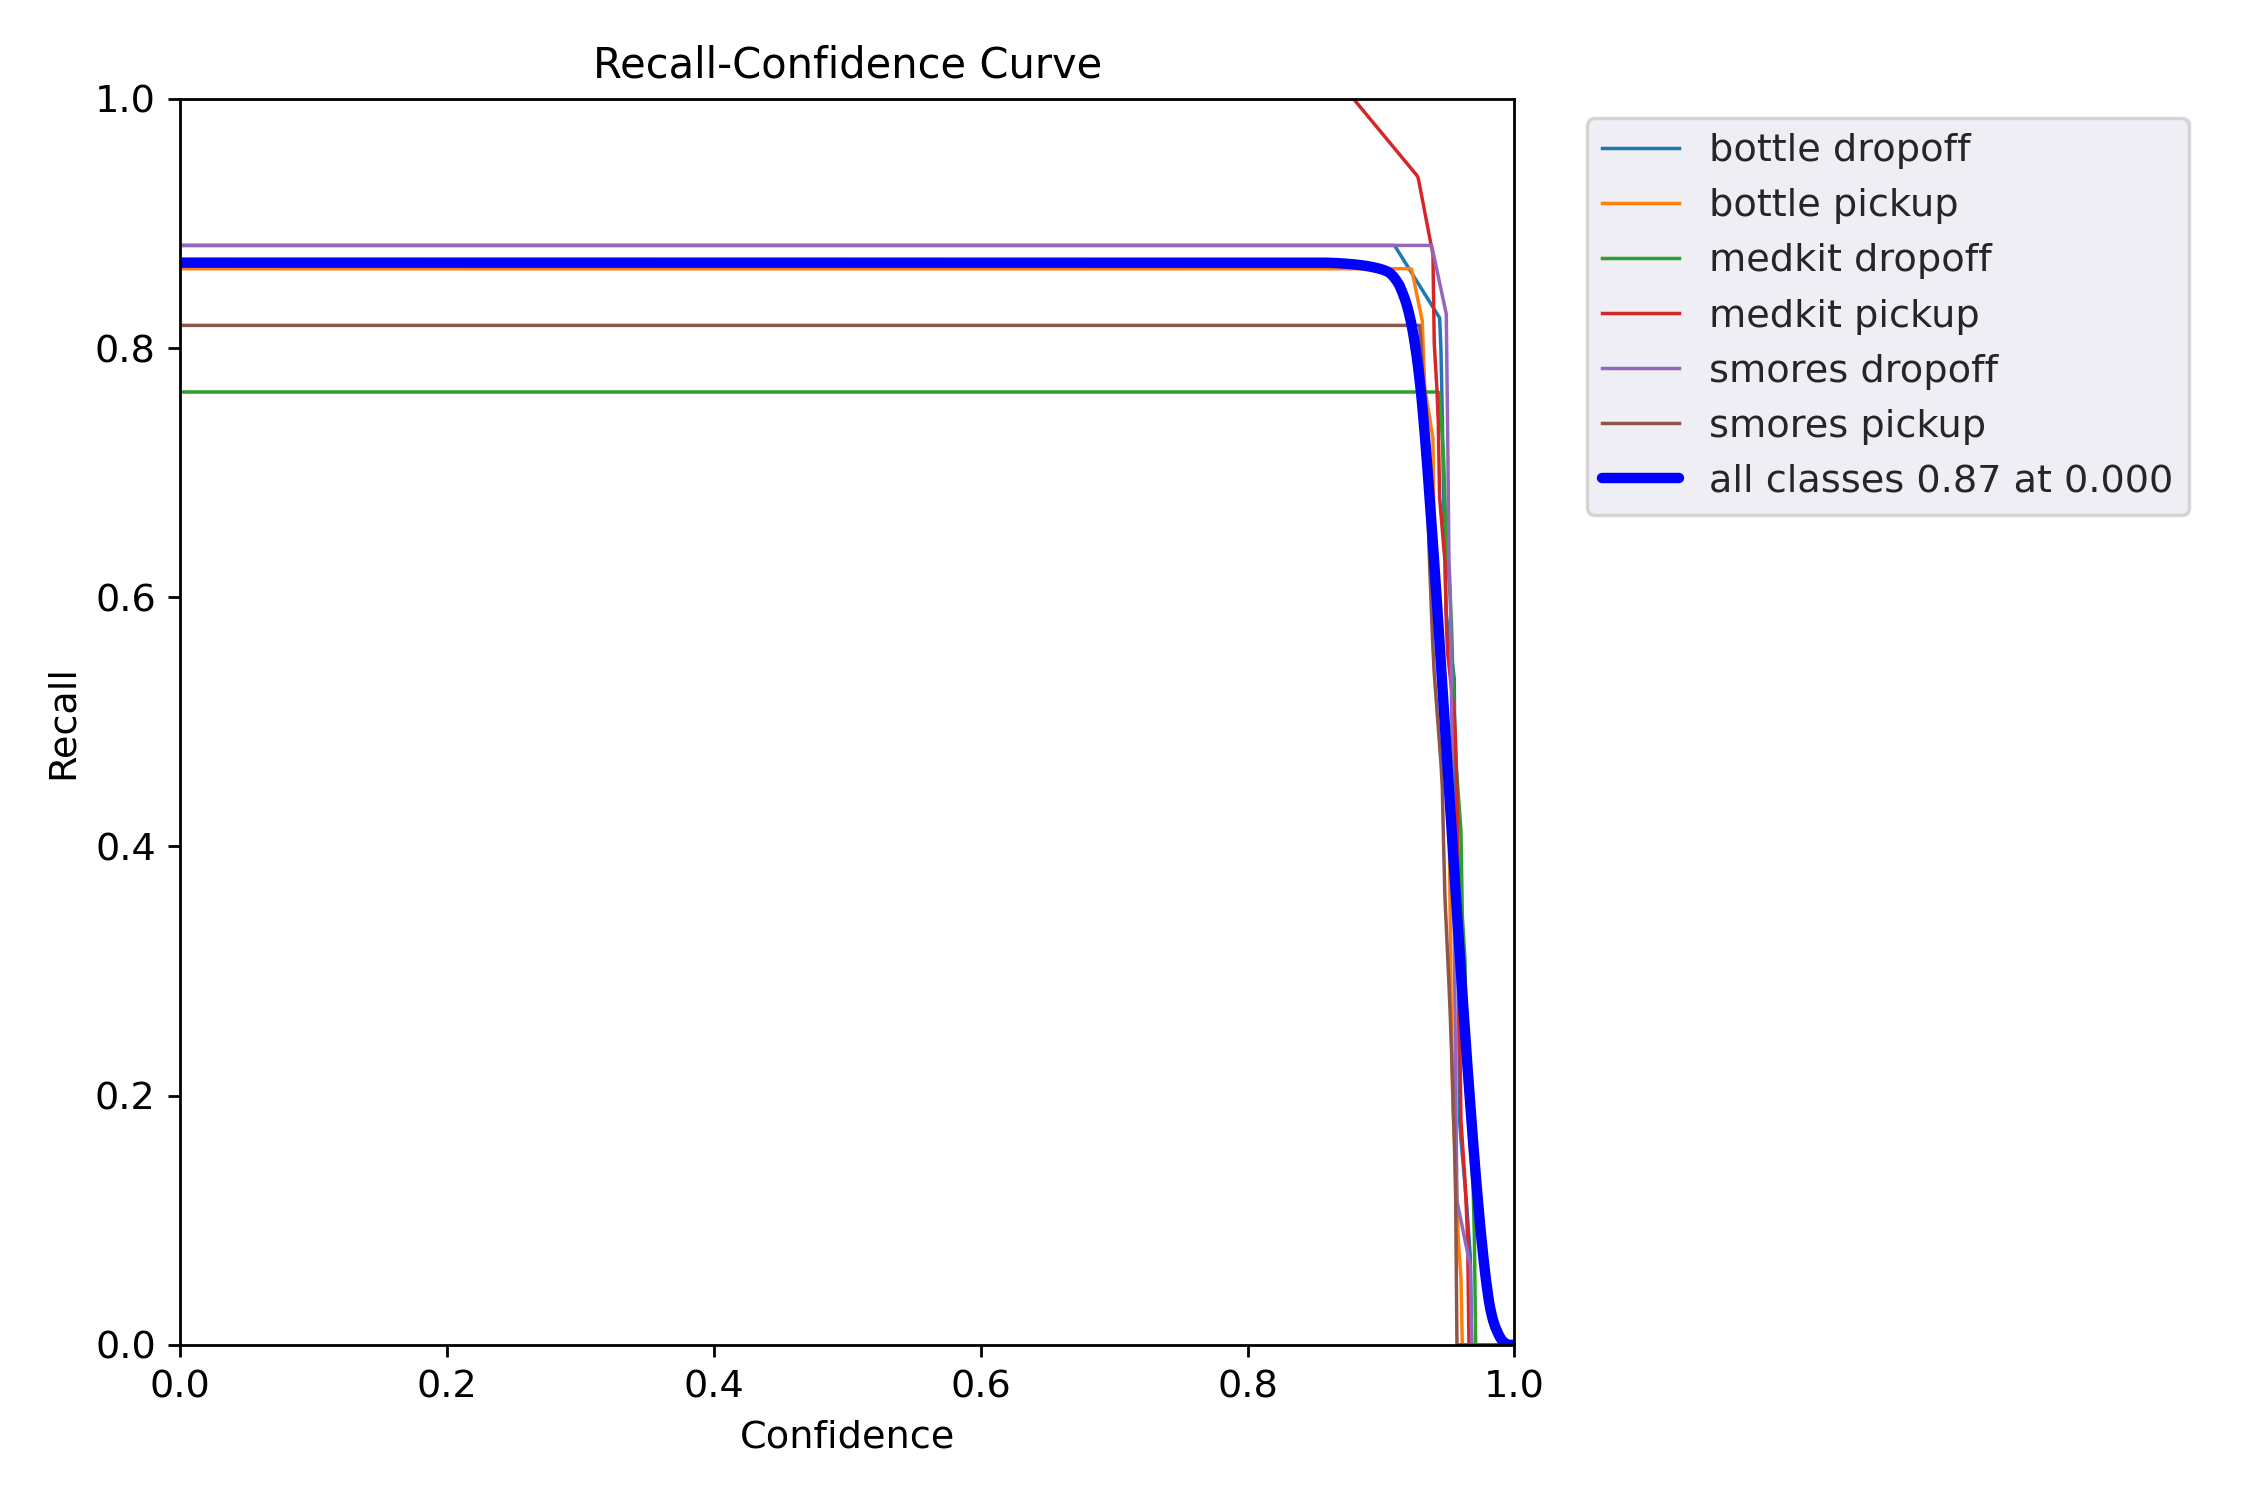 Recall-Confidence Curve
1.0
0.8
0.6
0.4
0.2
0.0
Recall
0.0 0.2 0.4 0.6 0.8 1.0
Confidence
bottle dropoff
bottle pickup
medkit dropoff
medkit pickup
smores dropoff
smores pickup
all classes 0.87 at 0.000